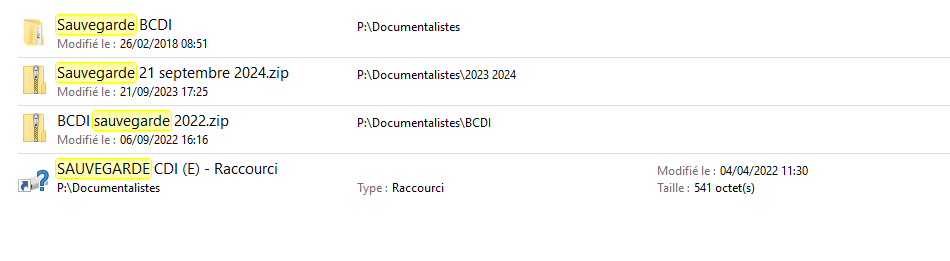 Sauvegarde BCDI
P:\Documentalistes
Modifié le : 26/02/2018 08:51
Sauvegarde 21 septembre 2024.zip
P:\Documentalistes\2023 2024
Modifié le : 21/09/2023 17:25
BCDI sauvegarde 2022.zip
P:\Documentalistes\BCDI
Modifié le : 06/09/2022 16:16
SAUVEGARDE CDI (E) - Raccourci
Modifié le : 04/04/2022 11:30
P:\Documentalistes
Type : Raccourci
Taille : 541 octet(s)